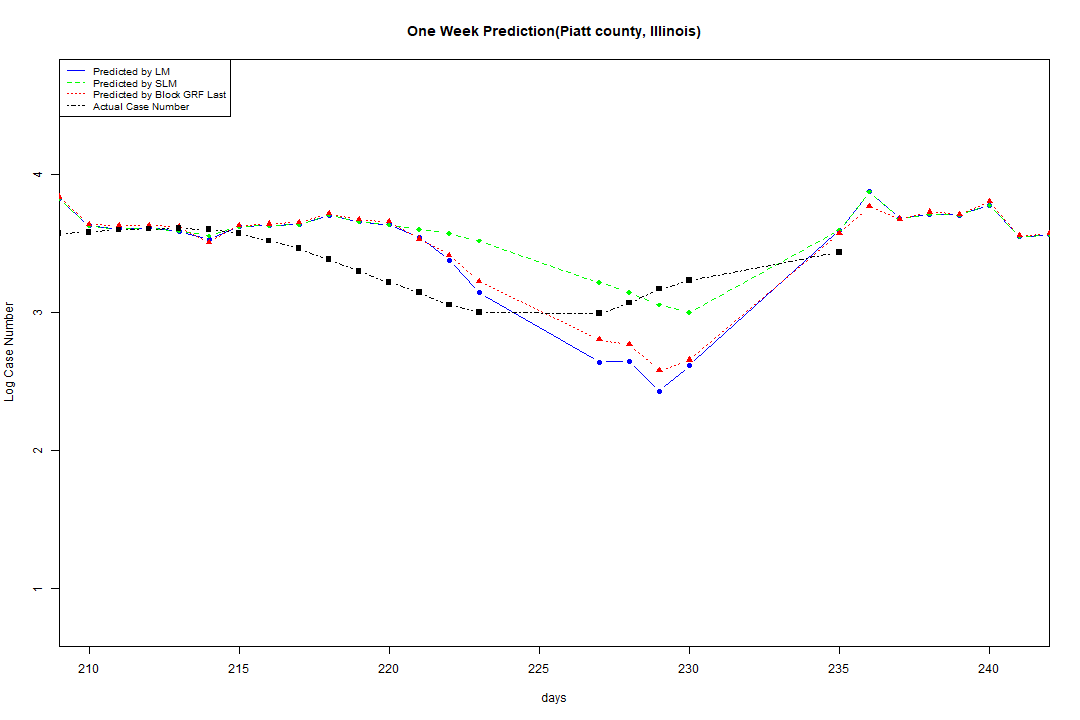 One Week Prediction(Piatt county, Illinois)
Predicted by LM
Predicted by SLM
Predicted by Block GRF Last
Actual Case Number
4
3
2
1
Log Case Number
210 215 220 225 230 235 240
days